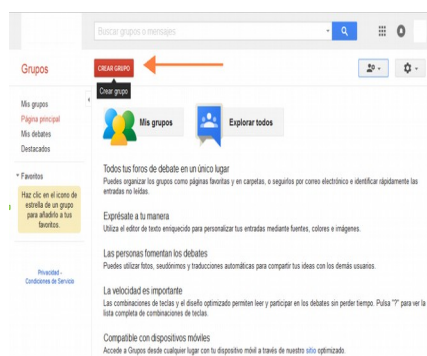 Buscar grupos o mensajes
Grupos
CREAR GRUPO
Crear grupo
Mis grupos
Página principal
Mis debates
Destacados
Favoritos
Haz clic en el icono de
estrella de un grupo
para añadirlo a tus
favoritos.
Privacidad -
Condiciones de Servicio
Mis grupos
Explorar todos
Todos tus foros de debate en un único lugar
Puedes organizar los grupos como páginas favoritas y en carpetas, o seguirlos por correo electrónico e identificar rápidamente las
entradas no leídas.
Exprésate a tu manera
Utiliza el editor de texto enriquecido para personalizar tus entradas mediante fuentes, colores e imágenes.
Las personas fomentan los debates
Puedes utilizar fotos, seudónimos y traducciones automáticas para compartir tus ideas con los demás usuarios.
La velocidad es importante
Las combinaciones de teclas y el diseño optimizado permiten leer y participar en los debates sin perder tiempo. Pulsa "?" para ver la
lista completa de combinaciones de teclas.
Compatible con dispositivos móviles
Accede a Grupos desde cualquier lugar con tu dispositivo móvil a través de nuestro sitio optimizado.